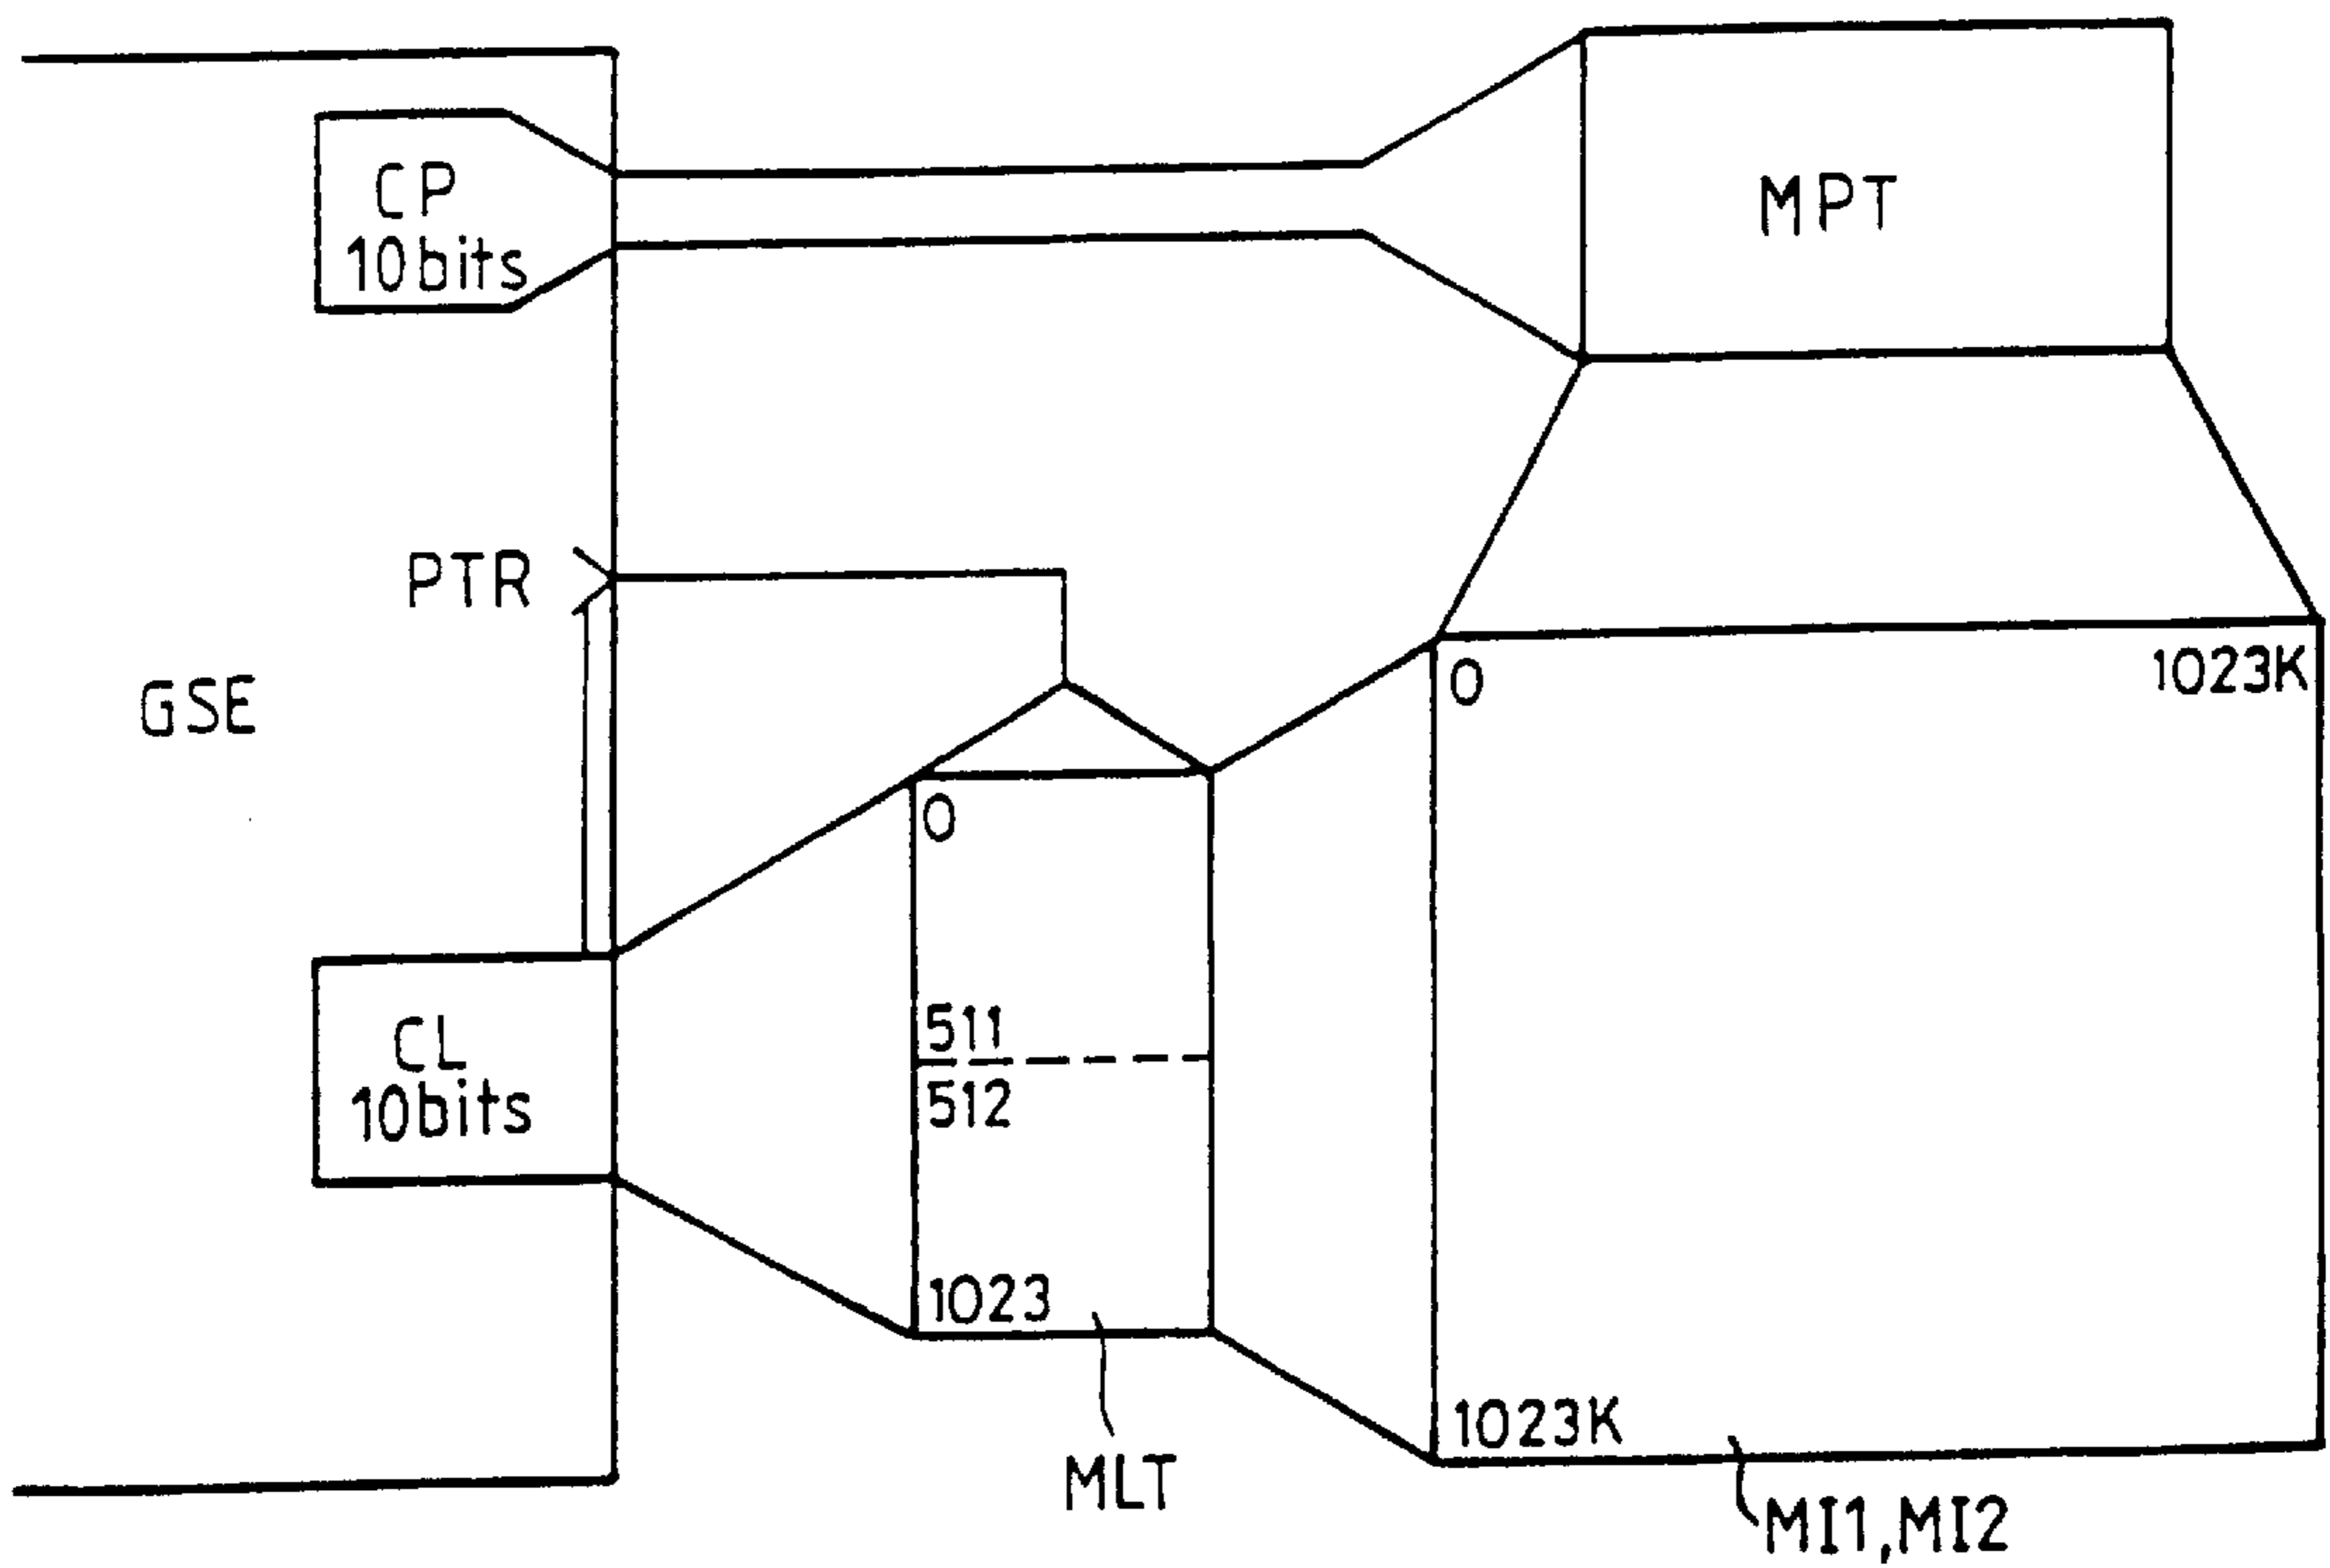 CP
10bits
MPT
PTR
GSE
0
1023K
0
511
512
CL
10bits
1023
1023K
MLT
MI1,MI2